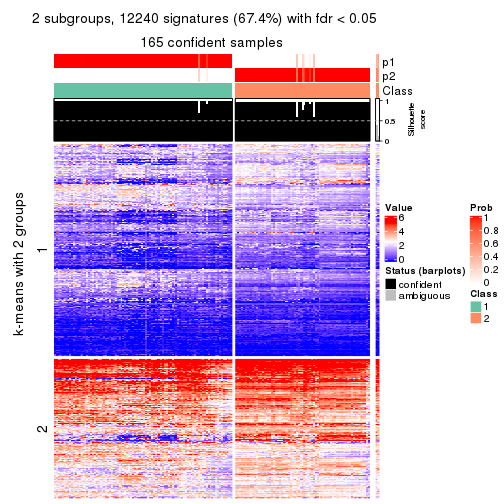 2 subgroups, 12240 signatures (67.4%) with fdr < 0.05
165 confident samples
p1
p2
Class
1
0.5
0
Silhouette
score
k-means with 2 groups
1
2
Value
6
4
2
0
Status (barplots)
confident
ambiguous
Prob
1
0.8
0.6
0.4
0.2
0
Class
1
2